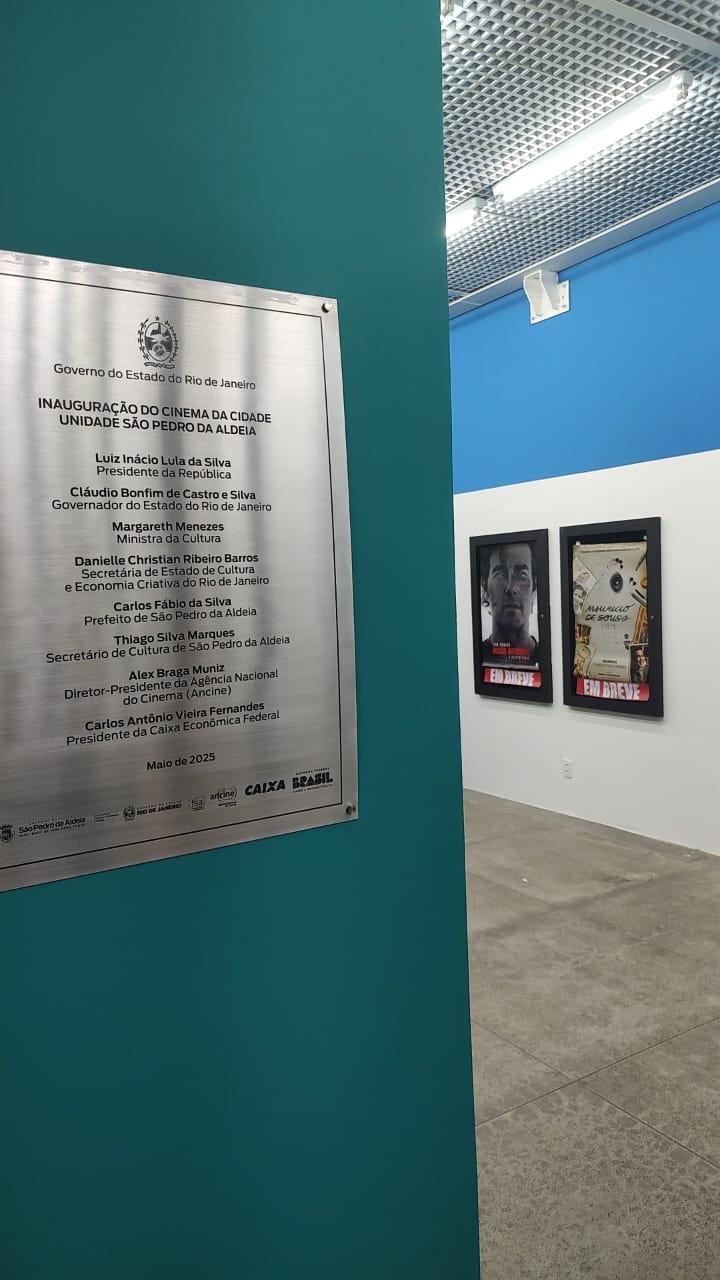 Governo do Estado do Rio de Janeiro
INAUGURAÇÃO DO CINEMA DA CIDADE
UNIDADE SÃO PEDRO DA ALDEIA
Luiz Inácio Lula da Silva
Presidente da República
Cláudio Bonfim de Castro e Silva
Governador do Estado do Rio de Janeiro
Margareth Menezes
Ministra da Cultura
Danielle Christian Ribeiro Barros
Secretária de Estado de Cultura
e Economia Criativa do Rio de Janeiro
Carlos Fábio da Silva
Prefeito de São Pedro da Aldeia
Thiago Silva Marques
Secretário de Cultura de São Pedro da Aldeia
Alex Braga Muniz
Diretor-Presidente da Agência Nacional
do Cinema (Ancine)
Carlos Antônio Vieira Fernandes
Presidente da Caixa Econômica Federal
Maio de 2025
São Pedro da Aldeia
RIO DE JANEIRO
fsa
ancine
CAIXA
GOVERNO FEDERAL
BRASIL
EM BREVE
MAURICIO
DE SOUSA
EM BREVE